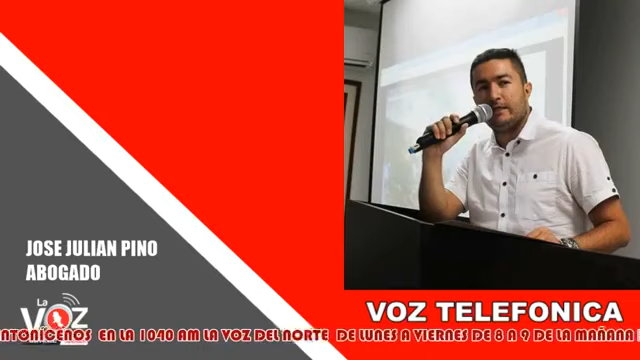 JOSE JULIAN PINO
ABOGADO
La
VOZ
VOZ TELEFONICA
ANTONÍCENOS EN LA 1040 AM LA VOZ DEL NORTE DE LUNES A VIERNES DE 8 A 9 DE LA MAÑANA